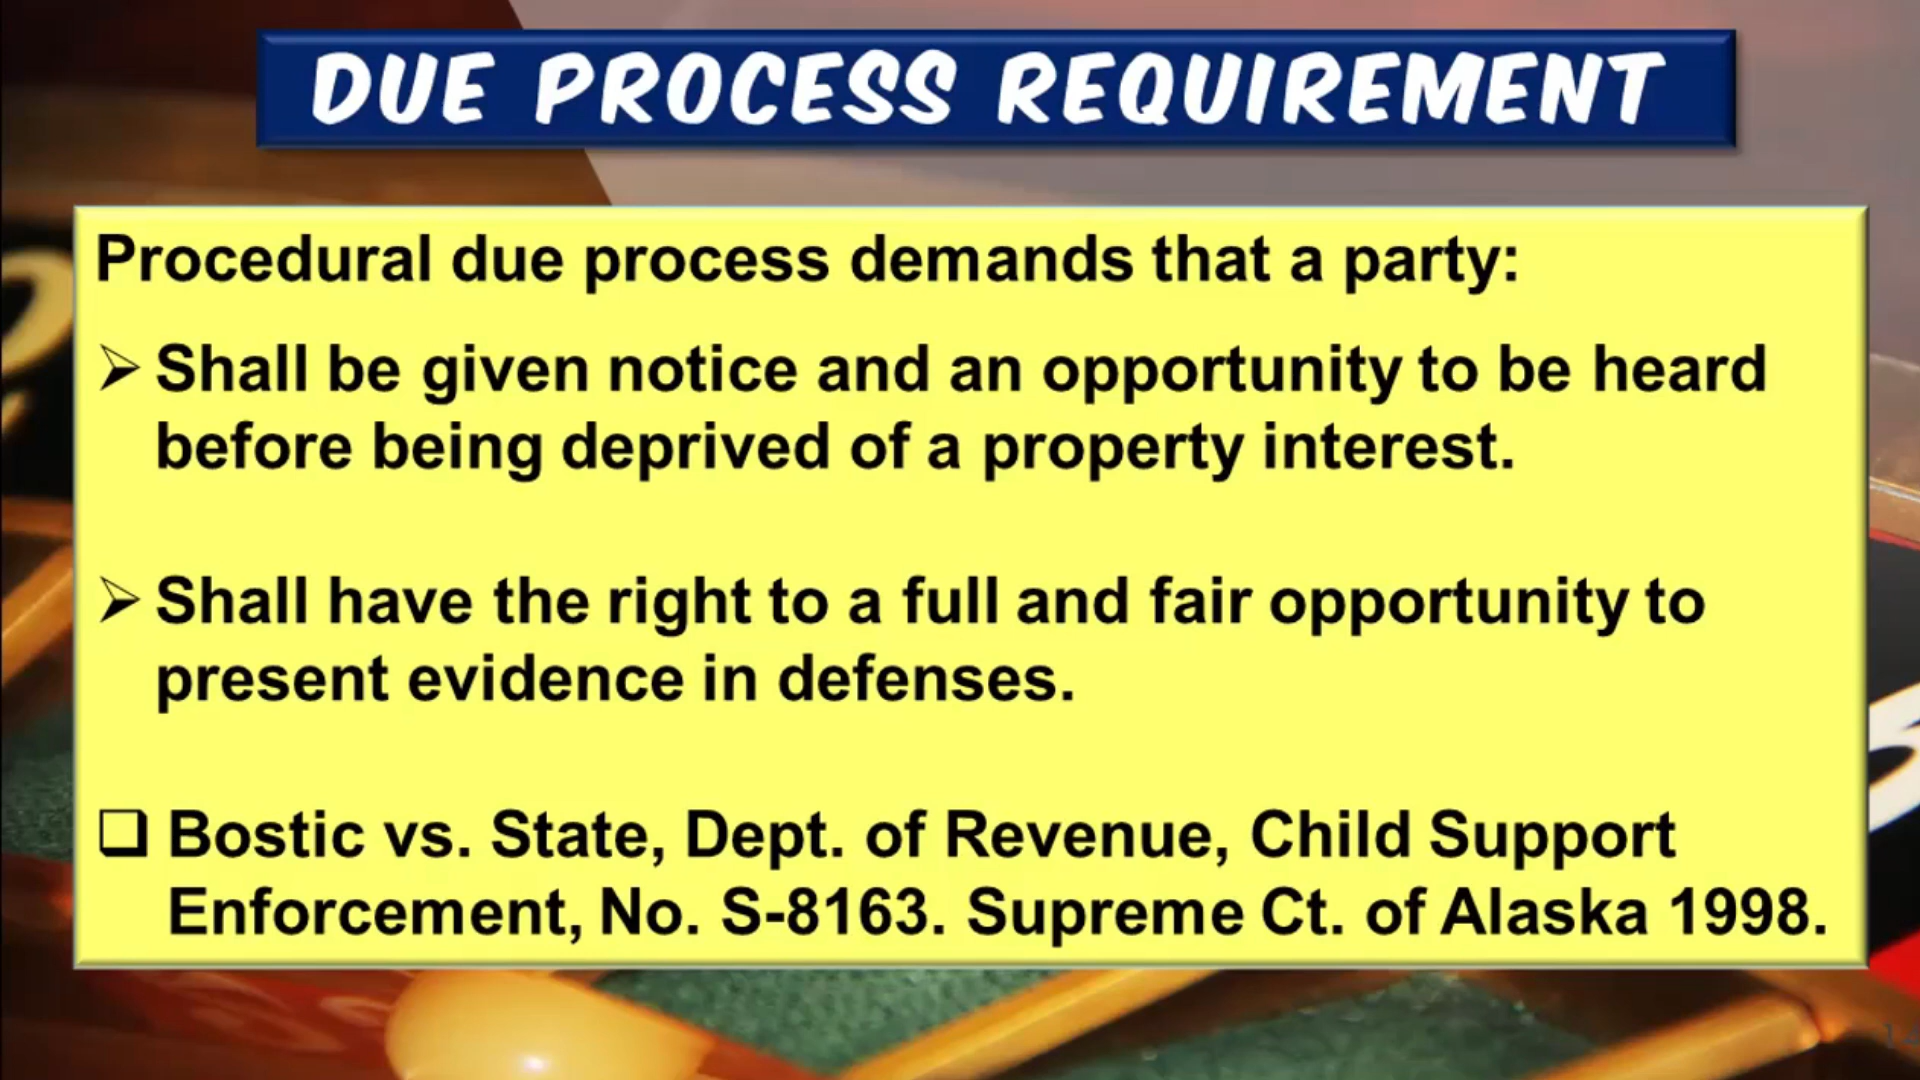 DUE PROCESS REQUIREMENT
Procedural due process demands that a party:
Shall be given notice and an opportunity to be heard
before being deprived of a property interest.
Shall have the right to a full and fair opportunity to
present evidence in defenses.
Bostic vs. State, Dept. of Revenue, Child Support
Enforcement, No. S-8163. Supreme Ct. of Alaska 1998.